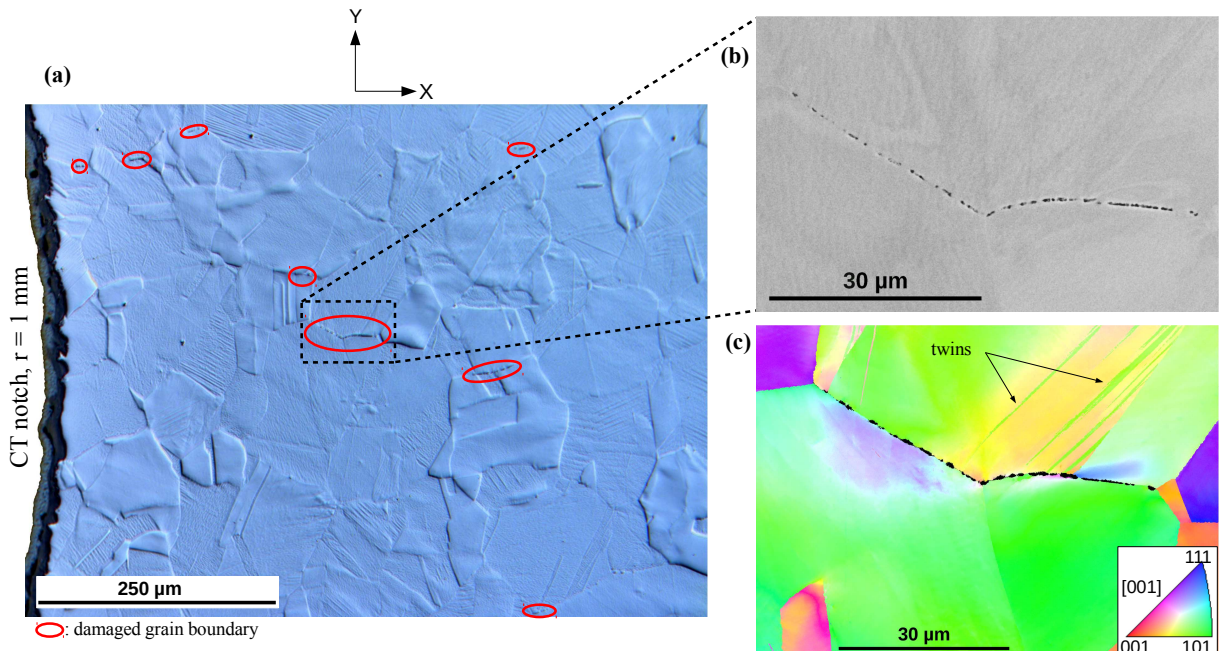 Y
X
(a)
CT notch, r = 1 mm
250 µm
: damaged grain boundary
(b)
30 µm
(c)
twins
30 µm
[001]
111
001
101